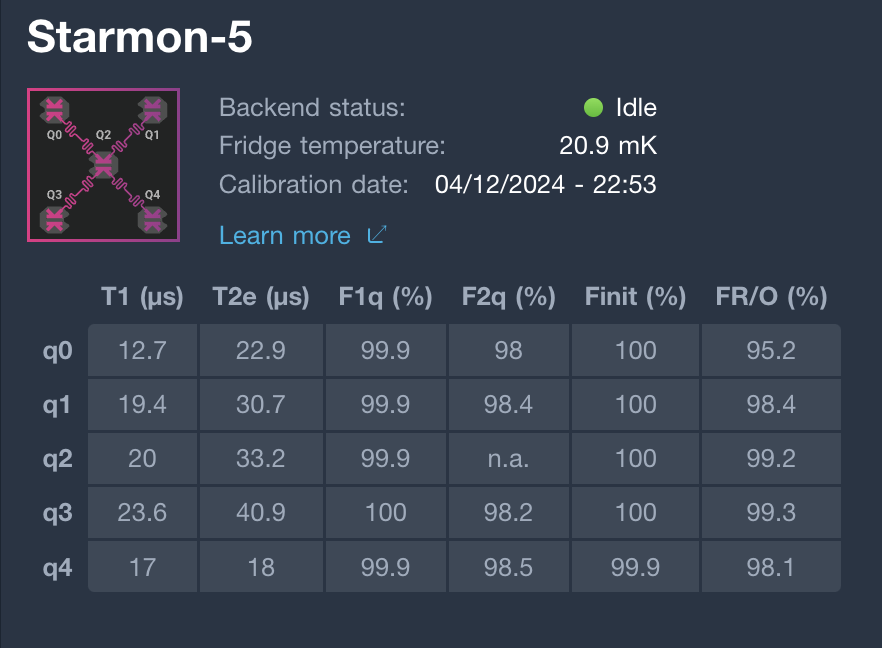 Starmon-5
Q0 Q2 Q1
Q3 Q4
Backend status: Idle
Fridge temperature: 20.9 mK
Calibration date: 04/12/2024 - 22:53
Learn more
T1 (µs) T2e (µs) F1q (%) F2q (%) Finit (%) FR/O (%)
q0 12.7 22.9 99.9 98 100 95.2
q1 19.4 30.7 99.9 98.4 100 98.4
q2 20 33.2 99.9 n.a. 100 99.2
q3 23.6 40.9 100 98.2 100 99.3
q4 17 18 99.9 98.5 99.9 98.1